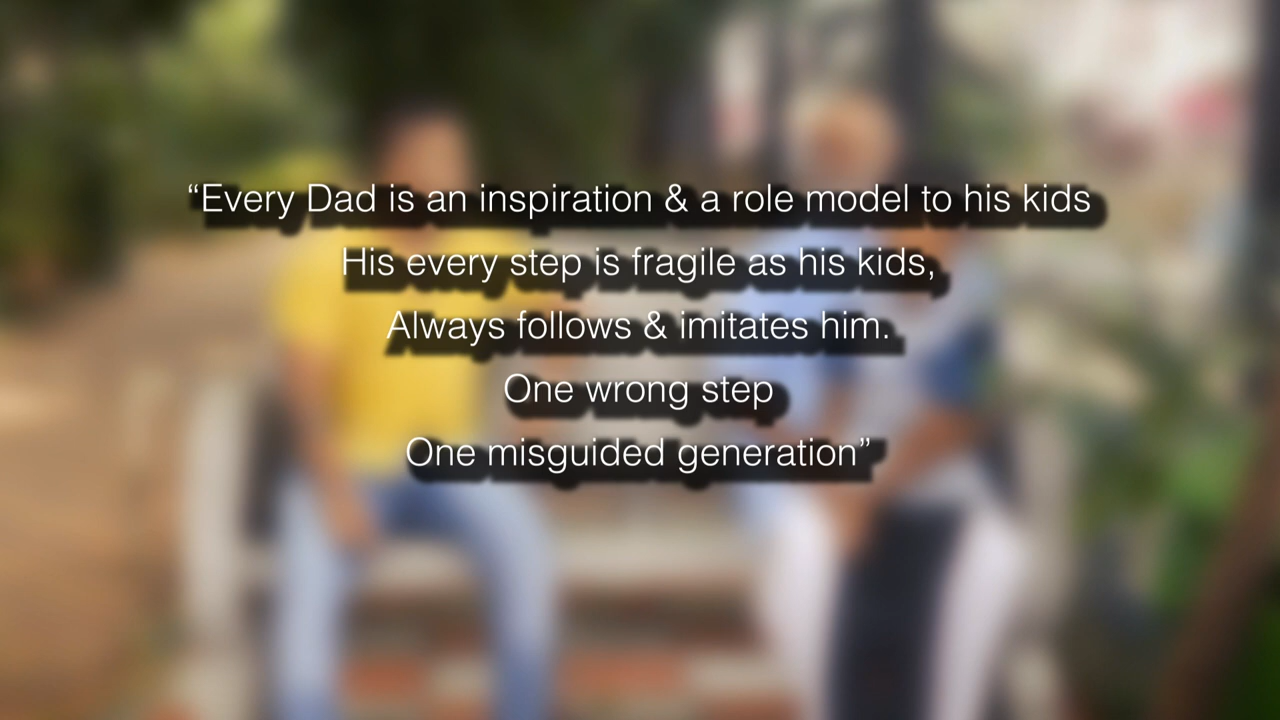 “Every Dad is an inspiration & a role model to his kids
His every step is fragile as his kids,
Always follows & imitates him.
One wrong step
One misguided generation”